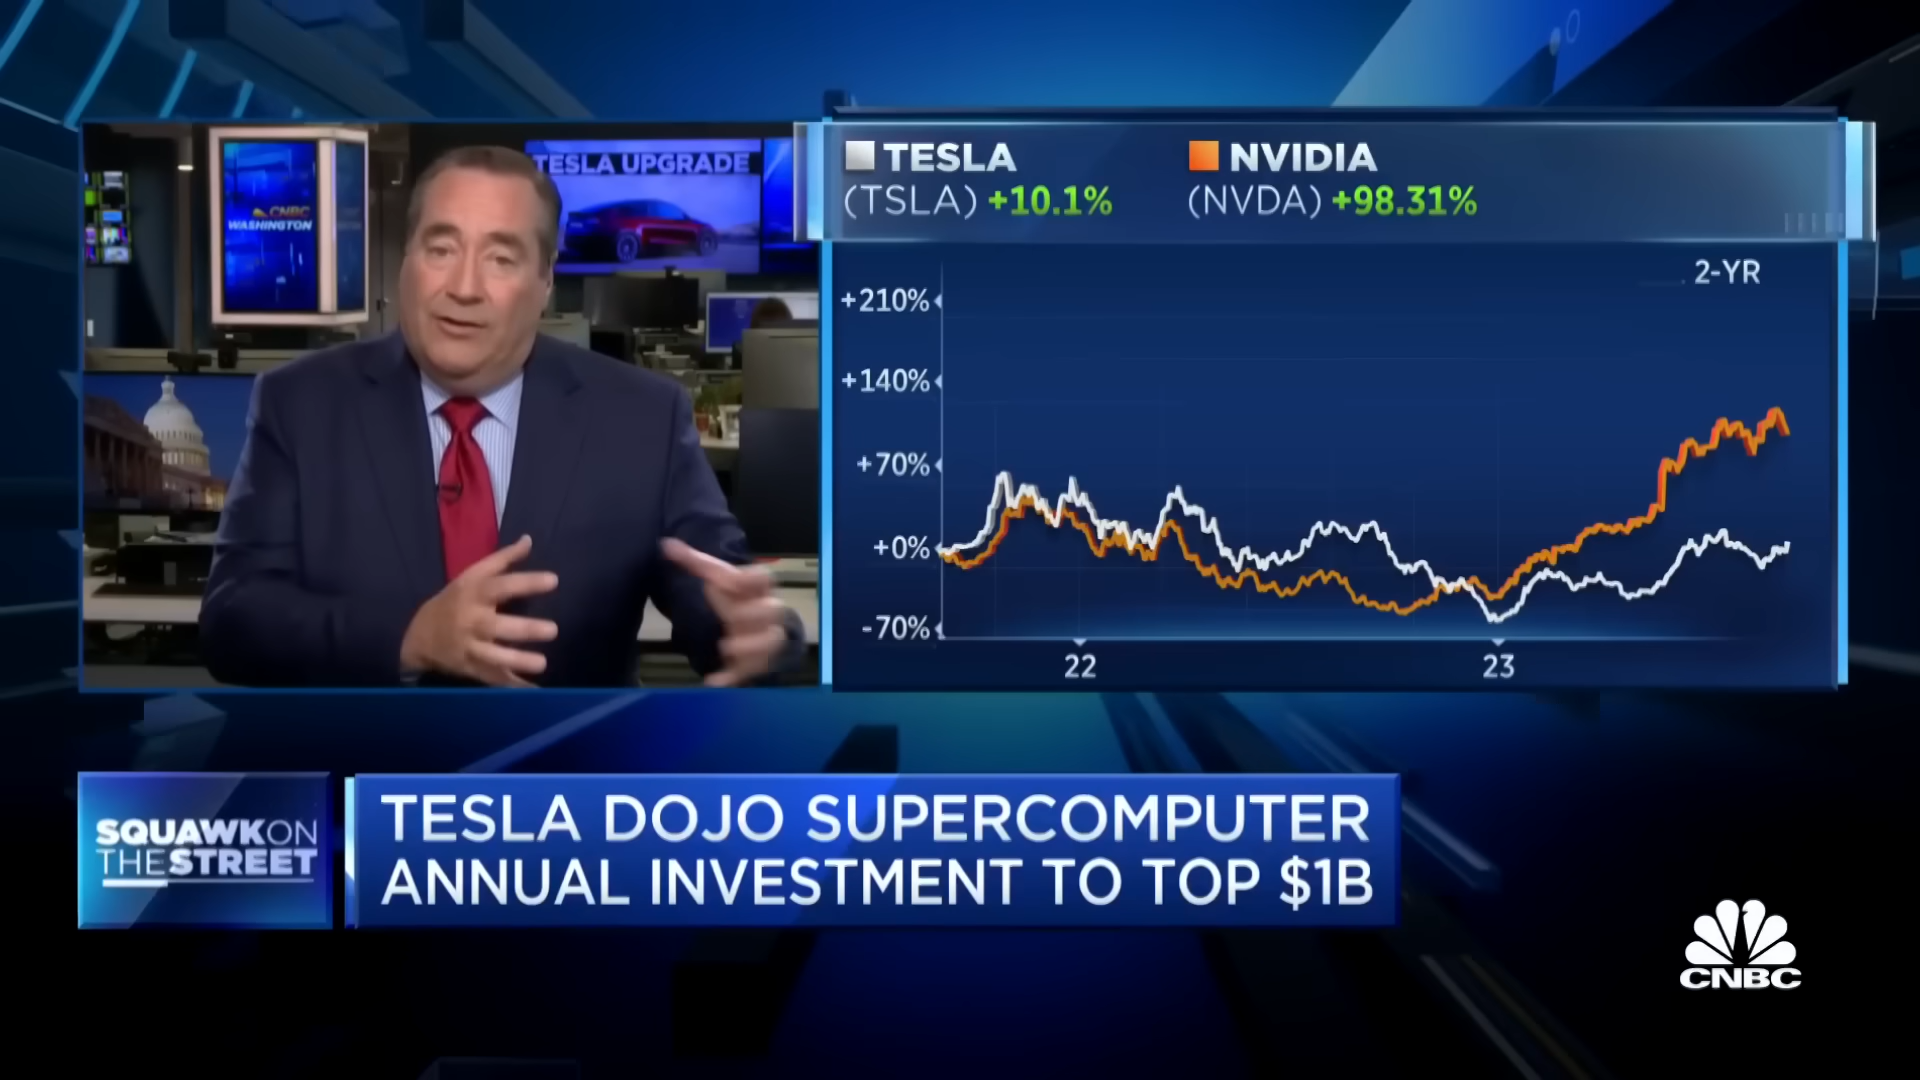 TESLA UPGRADE
CNBC
WASHINGTON
TESLA
(TSLA) +10.1%
NVIDIA
(NVDA) +98.31%
2-YR
+210%
+140%
+70%
+0%
-70%
22
23
SQUAWK ON
THE STREET
TESLA DOJO SUPERCOMPUTER
ANNUAL INVESTMENT TO TOP $1B
CNBC